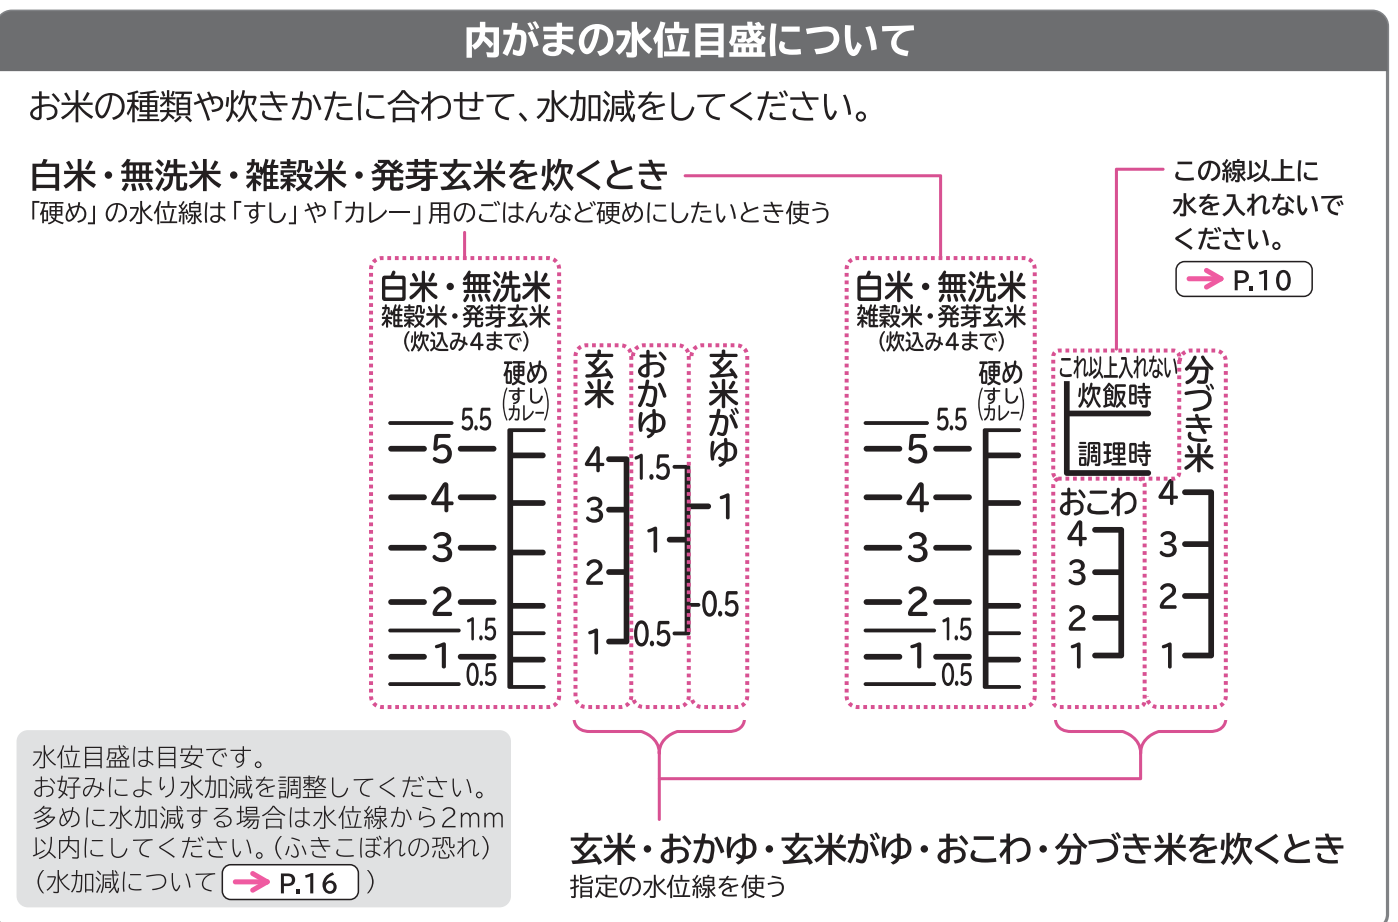 内がまの水位目盛について
お米の種類や炊きかたに合わせて、水加減をしてください。
白米・無洗米・雑穀米・発芽玄米を炊くとき
「硬め」の水位線は「すし」や「カレー」用のごはんなど硬めにしたいとき使う
この線以上に
水を入れないで
ください。
→ P.10
白米・無洗米
雑穀米・発芽玄米
(炊込み4まで)
硬め
(すし
カレー)
5.5
5
4
3
2
1.5
1
0.5
玄米
4
3
2
1
おかゆ
1.5
1
0.5
玄米がゆ
1
0.5
白米・無洗米
雑穀米・発芽玄米
(炊込み4まで)
硬め
(すし
カレー)
5.5
5
4
3
2
1.5
1
0.5
これ以上入れない
炊飯時
調理時
おこわ
4
3
2
1
分づき米
4
3
2
1
水位目盛は目安です。
お好みにより水加減を調整してください。
多めに水加減する場合は水位線から2mm
以内にしてください。(ふきこぼれの恐れ)
(水加減について → P.16 )
玄米・おかゆ・玄米がゆ・おこわ・分づき米を炊くとき
指定の水位線を使う